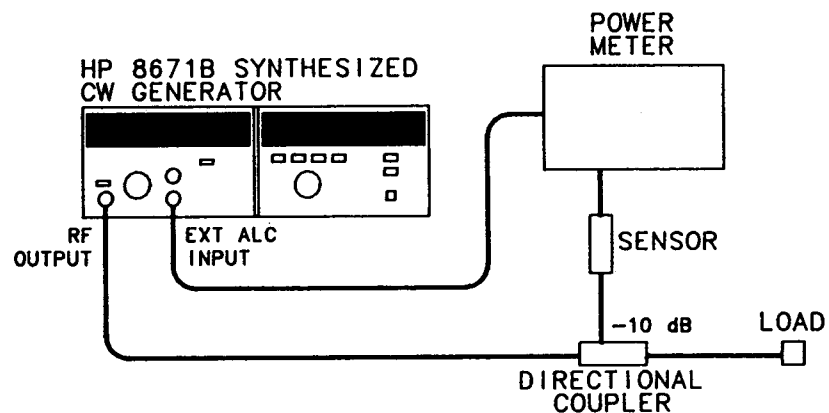 POWER
METER
HP 8671B SYNTHESIZED
CW GENERATOR
RF
OUTPUT
EXT ALC
INPUT
SENSOR
-10 dB
LOAD
DIRECTIONAL
COUPLER